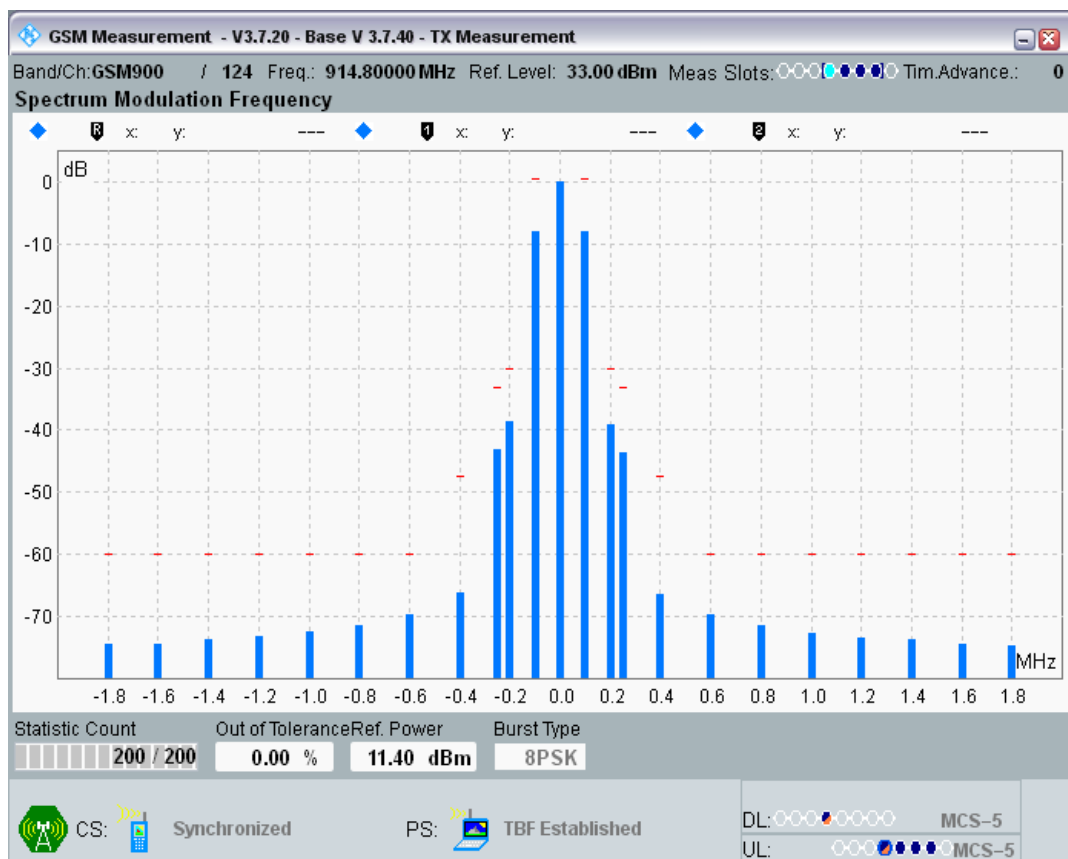 GSM Measurement - V3.7.20 - Base V 3.7.40 - TX Measurement
Band/Ch:GSM900 / 124 Freq.: 914.80000 MHz Ref. Level: 33.00 dBm Meas Slots: Tim.Advance.: 0
Spectrum Modulation Frequency
R x: y: --- 1 x: y: --- 2 x: y: ---
dB
0
-10
-20
-30
-40
-50
-60
-70
MHz
-1.8 -1.6 -1.4 -1.2 -1.0 -0.8 -0.6 -0.4 -0.2 0.0 0.2 0.4 0.6 0.8 1.0 1.2 1.4 1.6 1.8
Statistic Count Out of Tolerance Ref. Power Burst Type
200 / 200 0.00 % 11.40 dBm 8PSK
CS: Synchronized PS: TBF Established
DL: MCS-5
UL: MCS-5